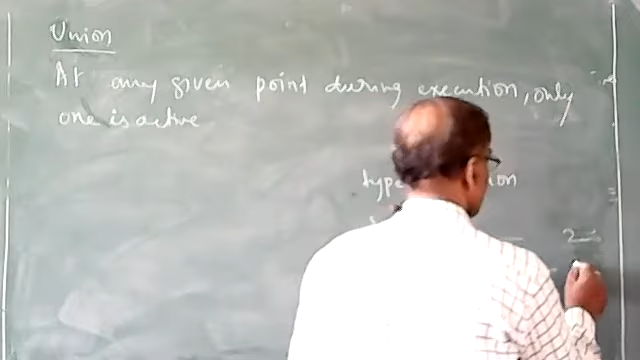 Union
At any given point during execution, only
one is active